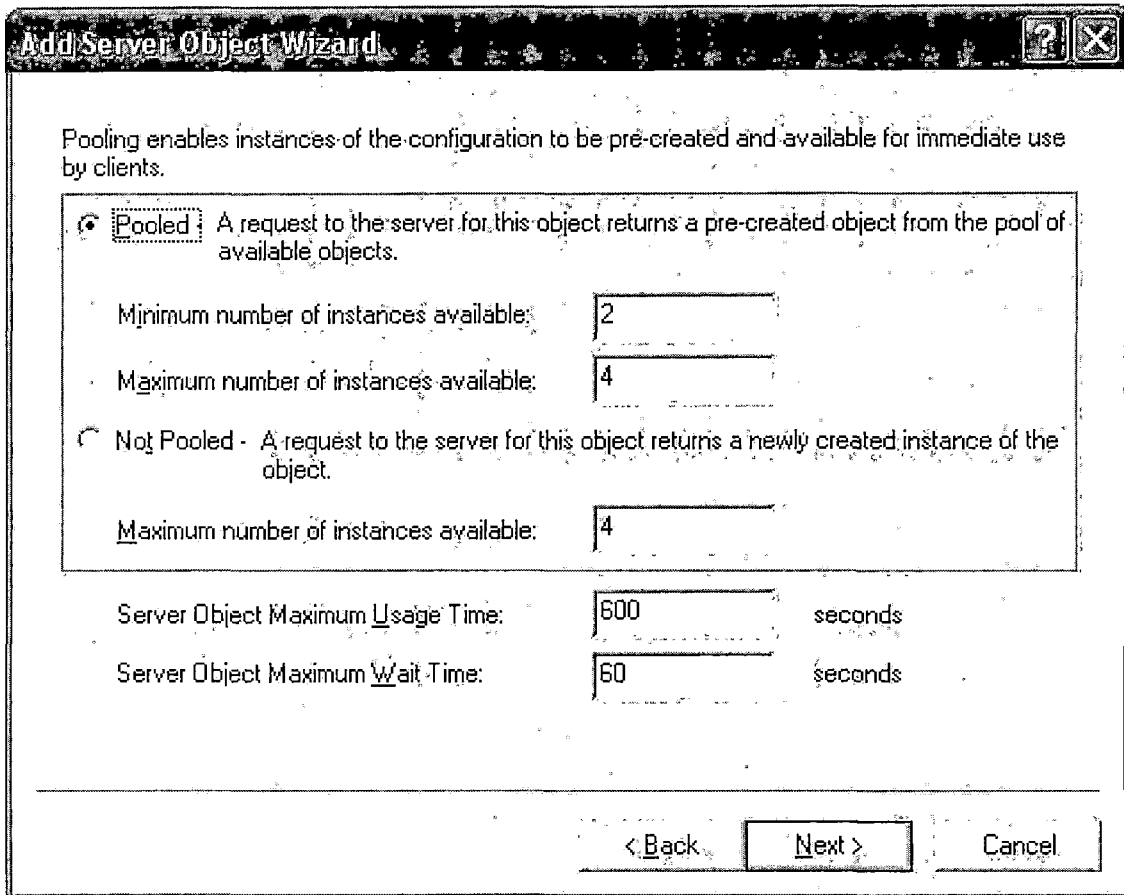 Add Server Object Wizard
Pooling enables instances of the configuration to be pre-created and available for immediate use
by clients.
Pooled - A request to the server for this object returns a pre-created object from the pool of
available objects.
Minimum number of instances available: 2
Maximum number of instances available: 4
Not Pooled - A request to the server for this object returns a newly created instance of the
object.
Maximum number of instances available: 4
Server Object Maximum Usage Time: 600 seconds
Server Object Maximum Wait Time: 60 seconds
< Back Next > Cancel